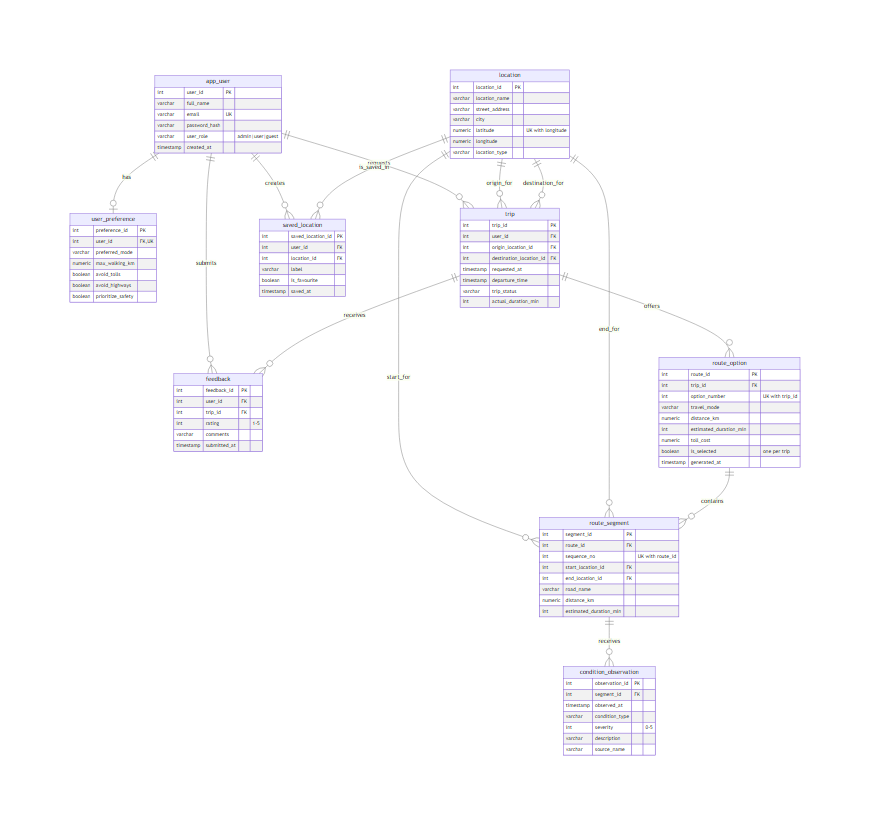 app_user
int user_id PK
varchar full_name
varchar email UK
varchar password_hash
varchar user_role admin|user|guest
timestamp created_at
location
int location_id PK
varchar location_name
varchar street_address
varchar city
numeric latitude UK with longitude
numeric longitude
varchar location_type
has
creates
requests
is_saved_in
origin_for
destination_for
user_preference
int preference_id PK
int user_id FK,UK
varchar preferred_mode
numeric max_walking_km
boolean avoid_tolls
boolean avoid_highways
boolean prioritize_safety
saved_location
int saved_location_id PK
int user_id FK
int location_id FK
varchar label
boolean is_favourite
timestamp saved_at
trip
int trip_id PK
int user_id FK
int origin_location_id FK
int destination_location_id FK
timestamp requested_at
timestamp departure_time
varchar trip_status
int actual_duration_min
submits
receives
end_for
offers
start_for
feedback
int feedback_id PK
int user_id FK
int trip_id FK
int rating 1-5
varchar comments
timestamp submitted_at
route_option
int route_id PK
int trip_id FK
int option_number UK with trip_id
varchar travel_mode
numeric distance_km
int estimated_duration_min
numeric toll_cost
boolean is_selected one per trip
timestamp generated_at
contains
route_segment
int segment_id PK
int route_id FK
int sequence_no UK with route_id
int start_location_id FK
int end_location_id FK
varchar road_name
numeric distance_km
int estimated_duration_min
receives
condition_observation
int observation_id PK
int segment_id FK
timestamp observed_at
varchar condition_type
int severity 0-5
varchar description
varchar source_name